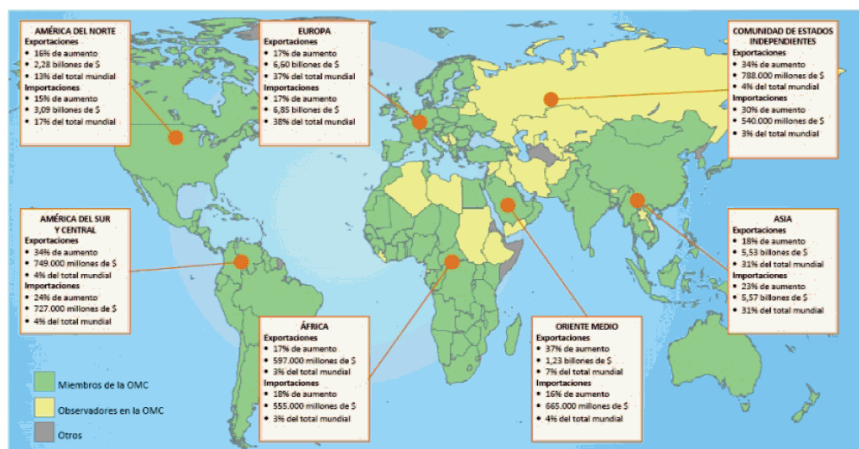 AMÉRICA DEL NORTE
Exportaciones
• 16% de aumento
• 2,28 billones de $
• 13% del total mundial
Importaciones
• 15% de aumento
• 3,09 billones de $
• 17% del total mundial
EUROPA
Exportaciones
• 17% de aumento
• 6,60 billones de $
• 37% del total mundial
Importaciones
• 17% de aumento
• 6,85 billones de $
• 38% del total mundial
COMUNIDAD DE ESTADOS
INDEPENDIENTES
Exportaciones
• 34% de aumento
• 788.000 millones de $
• 4% del total mundial
Importaciones
• 30% de aumento
• 540.000 millones de $
• 3% del total mundial
AMÉRICA DEL SUR
Y CENTRAL
Exportaciones
• 34% de aumento
• 749.000 millones de $
• 4% del total mundial
Importaciones
• 24% de aumento
• 727.000 millones de $
• 4% del total mundial
ASIA
Exportaciones
• 18% de aumento
• 5,53 billones de $
• 31% del total mundial
Importaciones
• 23% de aumento
• 5,57 billones de $
• 31% del total mundial
ÁFRICA
Exportaciones
• 17% de aumento
• 597.000 millones de $
• 3% del total mundial
Importaciones
• 18% de aumento
• 555.000 millones de $
• 3% del total mundial
ORIENTE MEDIO
Exportaciones
• 37% de aumento
• 1,23 billones de $
• 7% del total mundial
Importaciones
• 16% de aumento
• 665.000 millones de $
• 4% del total mundial
Miembros de la OMC
Observadores en la OMC
Otros